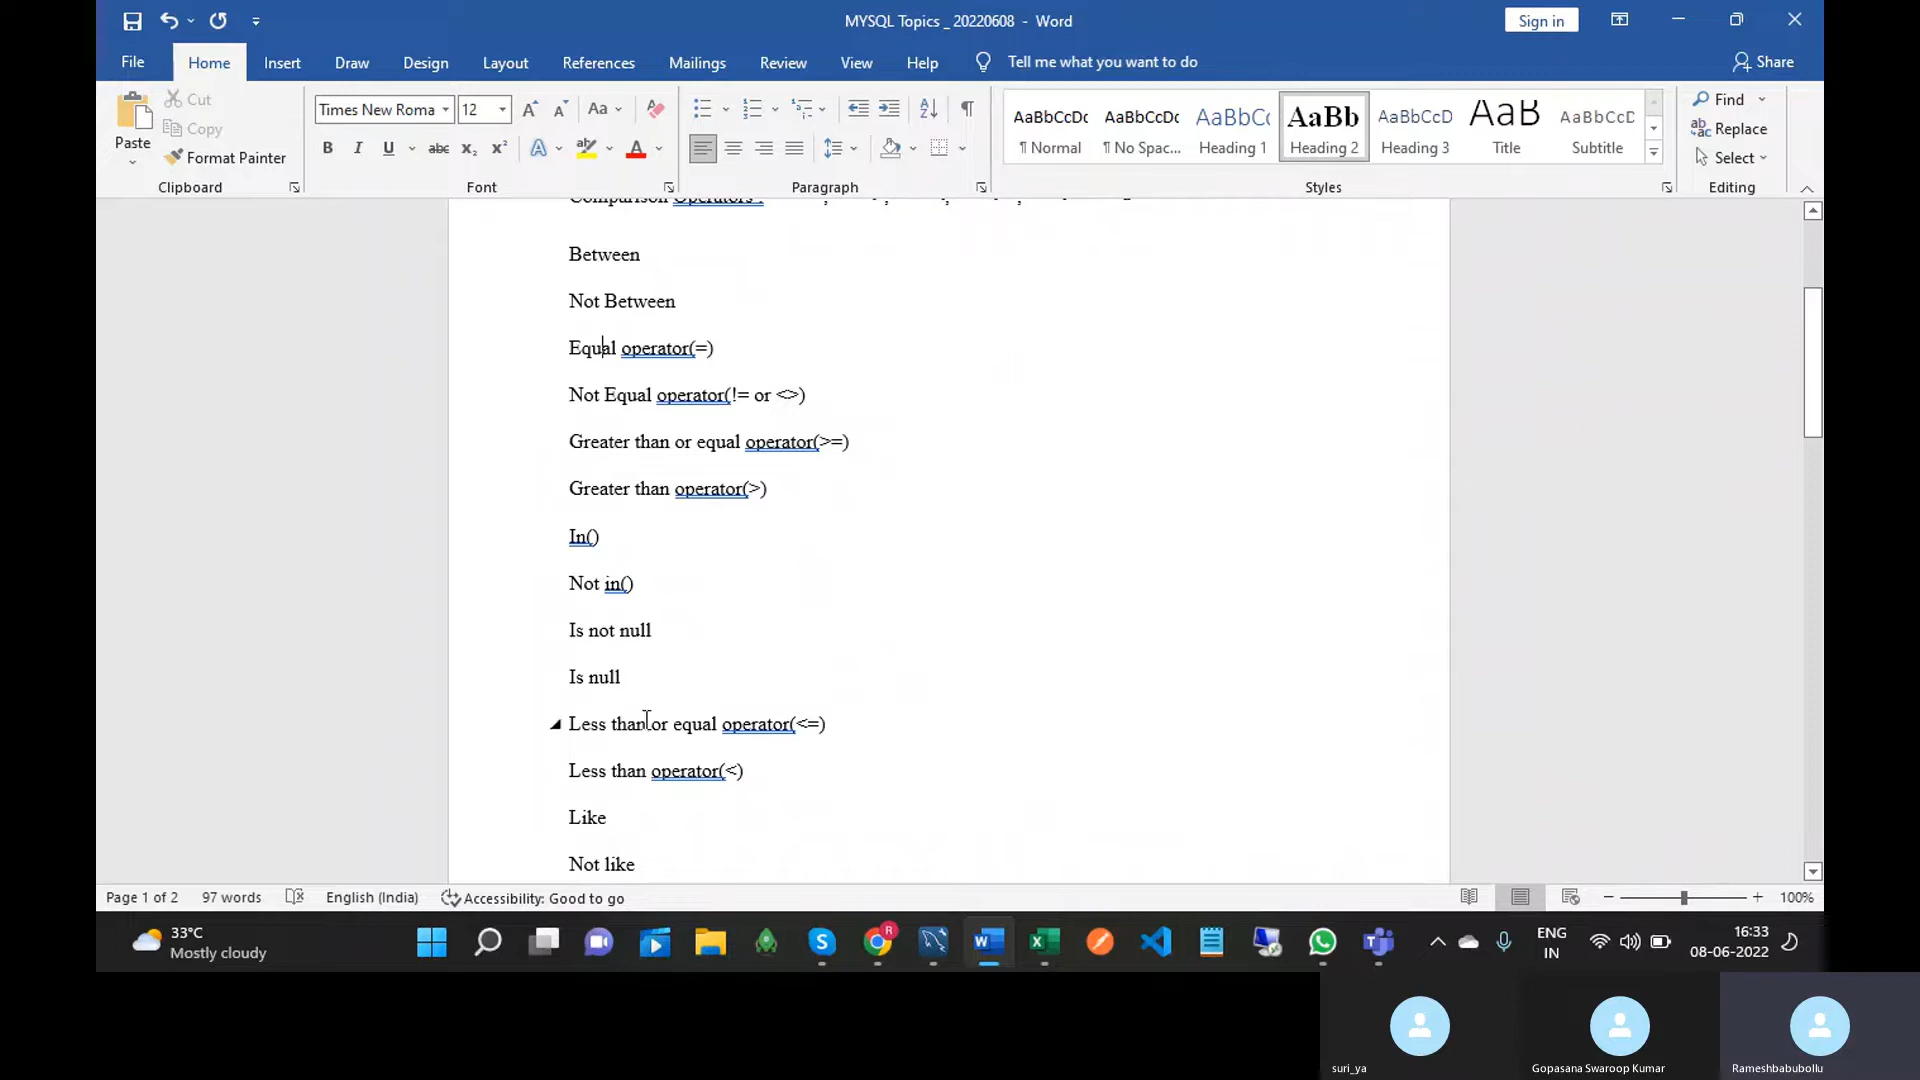 MYSQL Topics _ 20220608 - Word
Sign in
File Home Insert Draw Design Layout References Mailings Review View Help Tell me what you want to do Share
Paste
Cut
Copy
Format Painter
Clipboard
Times New Roma 12
Font
Paragraph
AaBbCcDc AaBbCcDc AaBbCc AaBb AaBbCcD AaB AaBbCcD
¶ Normal ¶ No Spac... Heading 1 Heading 2 Heading 3 Title Subtitle
Styles
Find
Replace
Select
Editing
Comparison Operators :
Between
Not Between
Equal operator(=)
Not Equal operator(!= or <>)
Greater than or equal operator(>=)
Greater than operator(>)
In()
Not in()
Is not null
Is null
Less than or equal operator(<=)
Less than operator(<)
Like
Not like
Page 1 of 2 97 words English (India) Accessibility: Good to go 100%
33°C
Mostly cloudy
ENG
IN
16:33
08-06-2022
suri_ya
Gopasana Swaroop Kumar
Rameshbabubollu